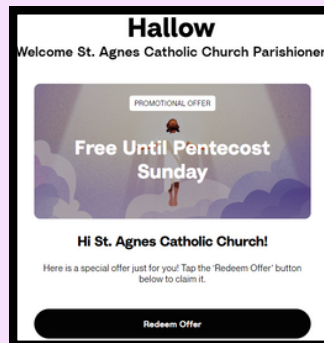 Hallow
Welcome St. Agnes Catholic Church Parishioner
PROMOTIONAL OFFER
Free Until Pentecost
Sunday
Hi St. Agnes Catholic Church!
Here is a special offer just for you! Tap the 'Redeem Offer' button
below to claim it.
Redeem Offer